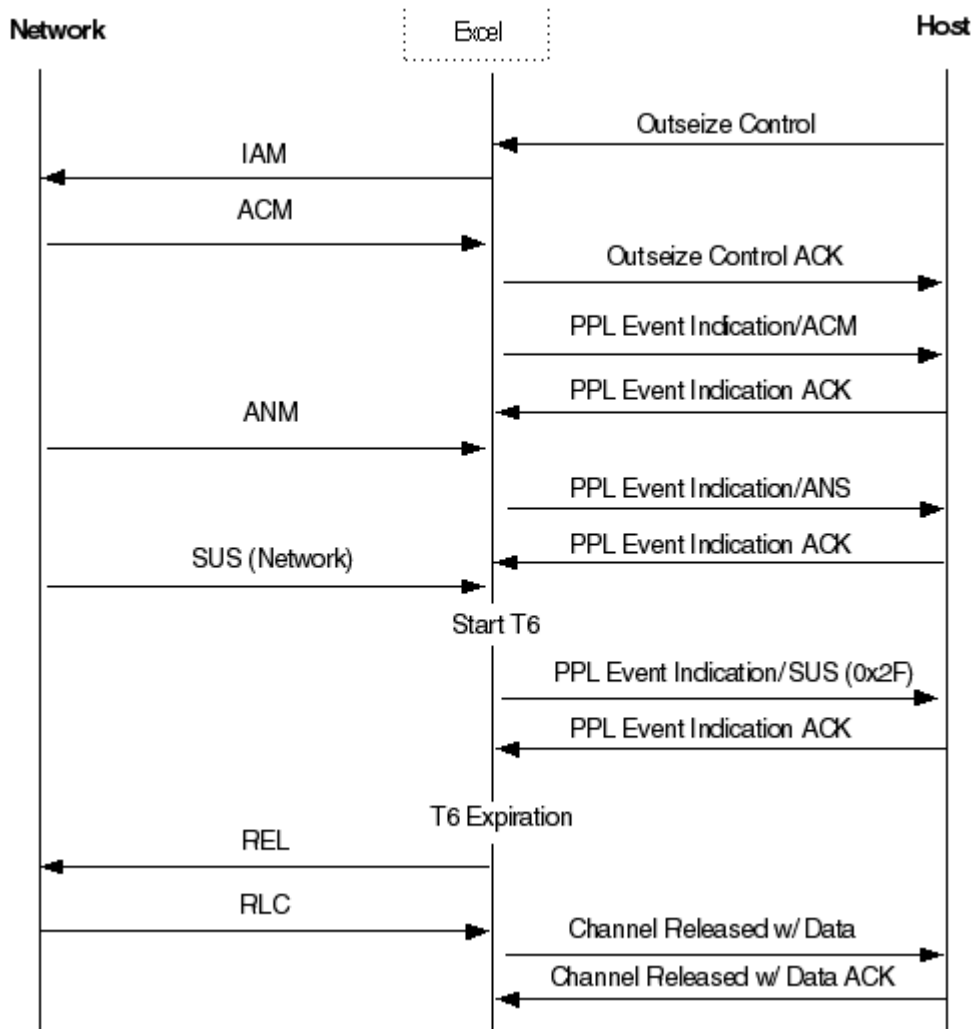 Network
Excel
Host
Outseize Control
IAM
ACM
Outseize Control ACK
PPL Event Indication/ACM
PPL Event Indication ACK
ANM
PPL Event Indication/ANS
PPL Event Indication ACK
SUS (Network)
Start T6
PPL Event Indication/SUS (0x2F)
PPL Event Indication ACK
T6 Expiration
REL
RLC
Channel Released w/ Data
Channel Released w/ Data ACK